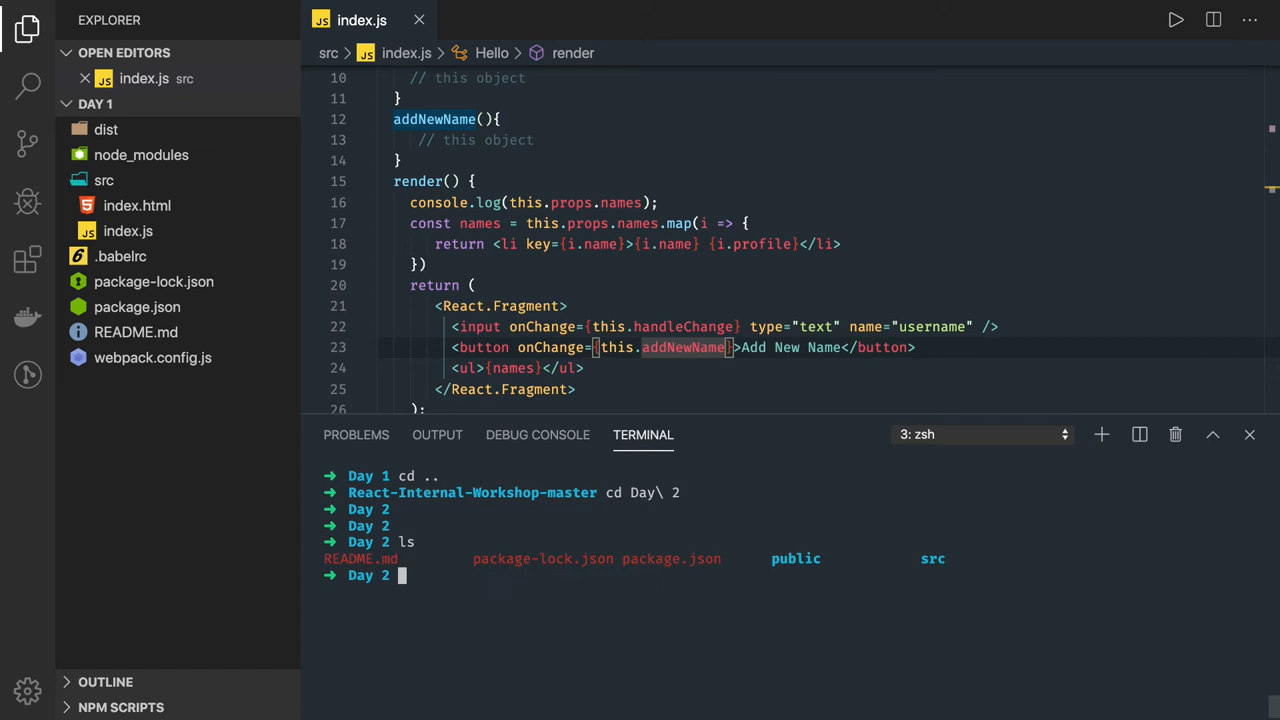 EXPLORER
OPEN EDITORS
JS index.js src
DAY 1
dist
node_modules
src
5 index.html
JS index.js
6 .babelrc
package-lock.json
package.json
README.md
webpack.config.js
OUTLINE
NPM SCRIPTS
JS index.js
src > JS index.js > Hello > render
10 // this object
11 }
12 addNewName(){
13 // this object
14 }
15 render() {
16 console.log(this.props.names);
17 const names = this.props.names.map(i => {
18 return <li key={i.name}>{i.name} {i.profile}</li>
19 })
20 return (
21 <React.Fragment>
22 <input onChange={this.handleChange} type="text" name="username" />
23 <button onChange={this.addNewName}>Add New Name</button>
24 <ul>{names}</ul>
25 </React.Fragment>
26 );
PROBLEMS OUTPUT DEBUG CONSOLE TERMINAL 3: zsh
➜ Day 1 cd ..
➜ React-Internal-Workshop-master cd Day\ 2
➜ Day 2
➜ Day 2
➜ Day 2 ls
README.md package-lock.json package.json public src
➜ Day 2